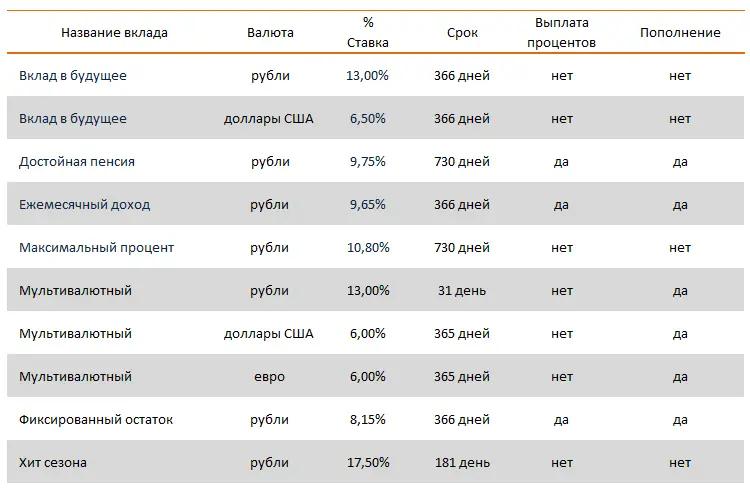 Название вклада Валюта % Ставка Срок Выплата процентов Пополнение
Вклад в будущее рубли 13,00% 366 дней нет нет
Вклад в будущее доллары США 6,50% 366 дней нет нет
Достойная пенсия рубли 9,75% 730 дней да да
Ежемесячный доход рубли 9,65% 366 дней да да
Максимальный процент рубли 10,80% 730 дней нет нет
Мультивалютный рубли 13,00% 31 день нет да
Мультивалютный доллары США 6,00% 365 дней нет да
Мультивалютный евро 6,00% 365 дней нет да
Фиксированный остаток рубли 8,15% 366 дней да да
Хит сезона рубли 17,50% 181 день нет нет